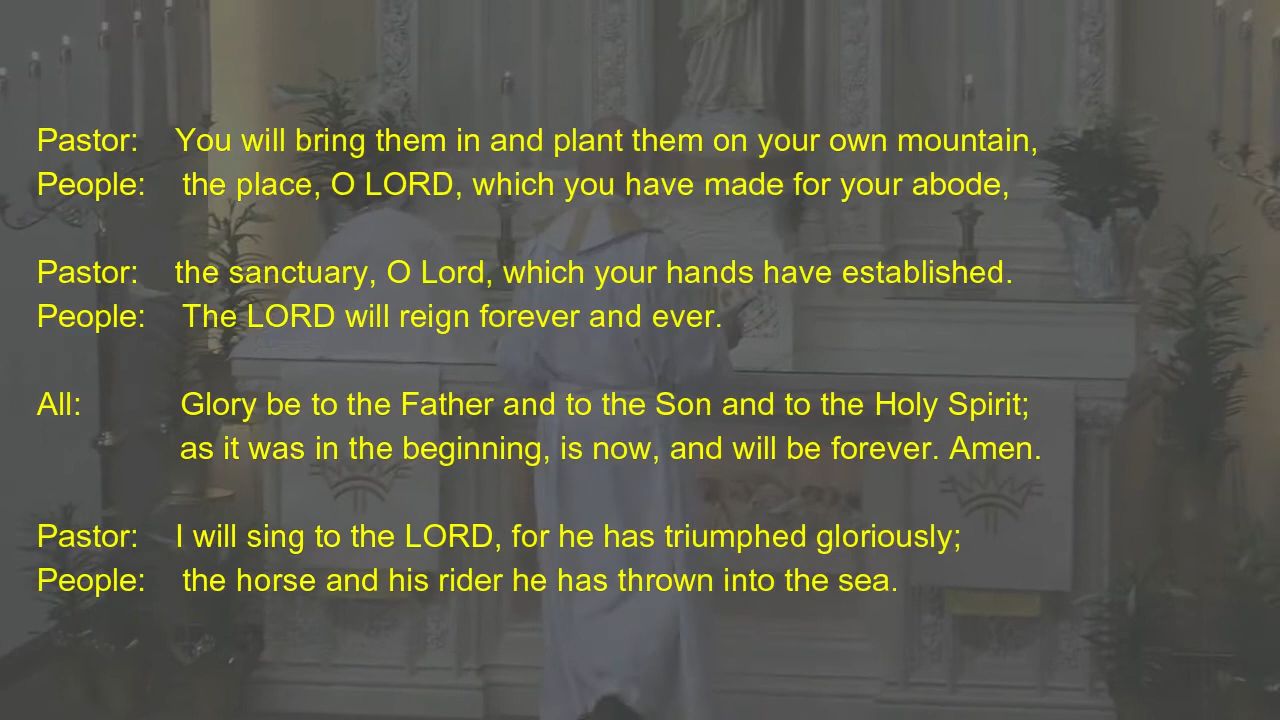 Pastor: You will bring them in and plant them on your own mountain,
People: the place, O LORD, which you have made for your abode,
Pastor: the sanctuary, O Lord, which your hands have established.
People: The LORD will reign forever and ever.
All: Glory be to the Father and to the Son and to the Holy Spirit;
as it was in the beginning, is now, and will be forever. Amen.
Pastor: I will sing to the LORD, for he has triumphed gloriously;
People: the horse and his rider he has thrown into the sea.